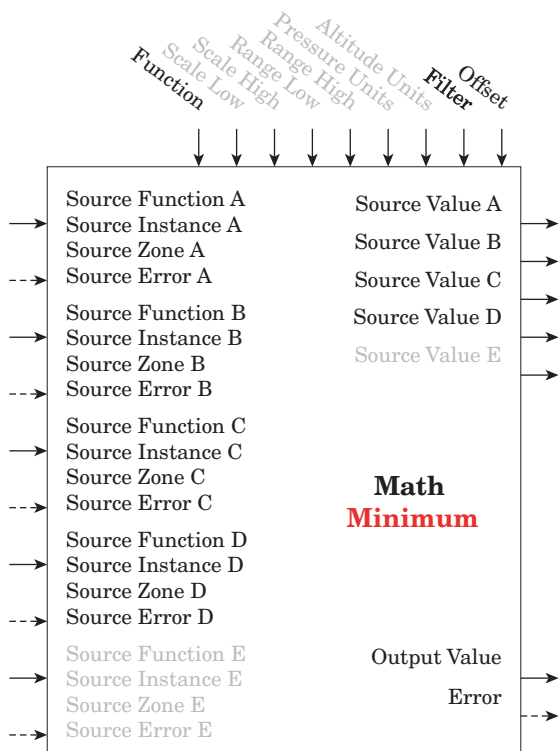 Function
Scale Low
Scale High
Range Low
Range High
Pressure Units
Altitude Units
Filter
Offset
Source Function A
Source Instance A
Source Zone A
Source Error A
Source Function B
Source Instance B
Source Zone B
Source Error B
Source Function C
Source Instance C
Source Zone C
Source Error C
Source Function D
Source Instance D
Source Zone D
Source Error D
Source Function E
Source Instance E
Source Zone E
Source Error E
Source Value A
Source Value B
Source Value C
Source Value D
Source Value E
Math
Minimum
Output Value
Error